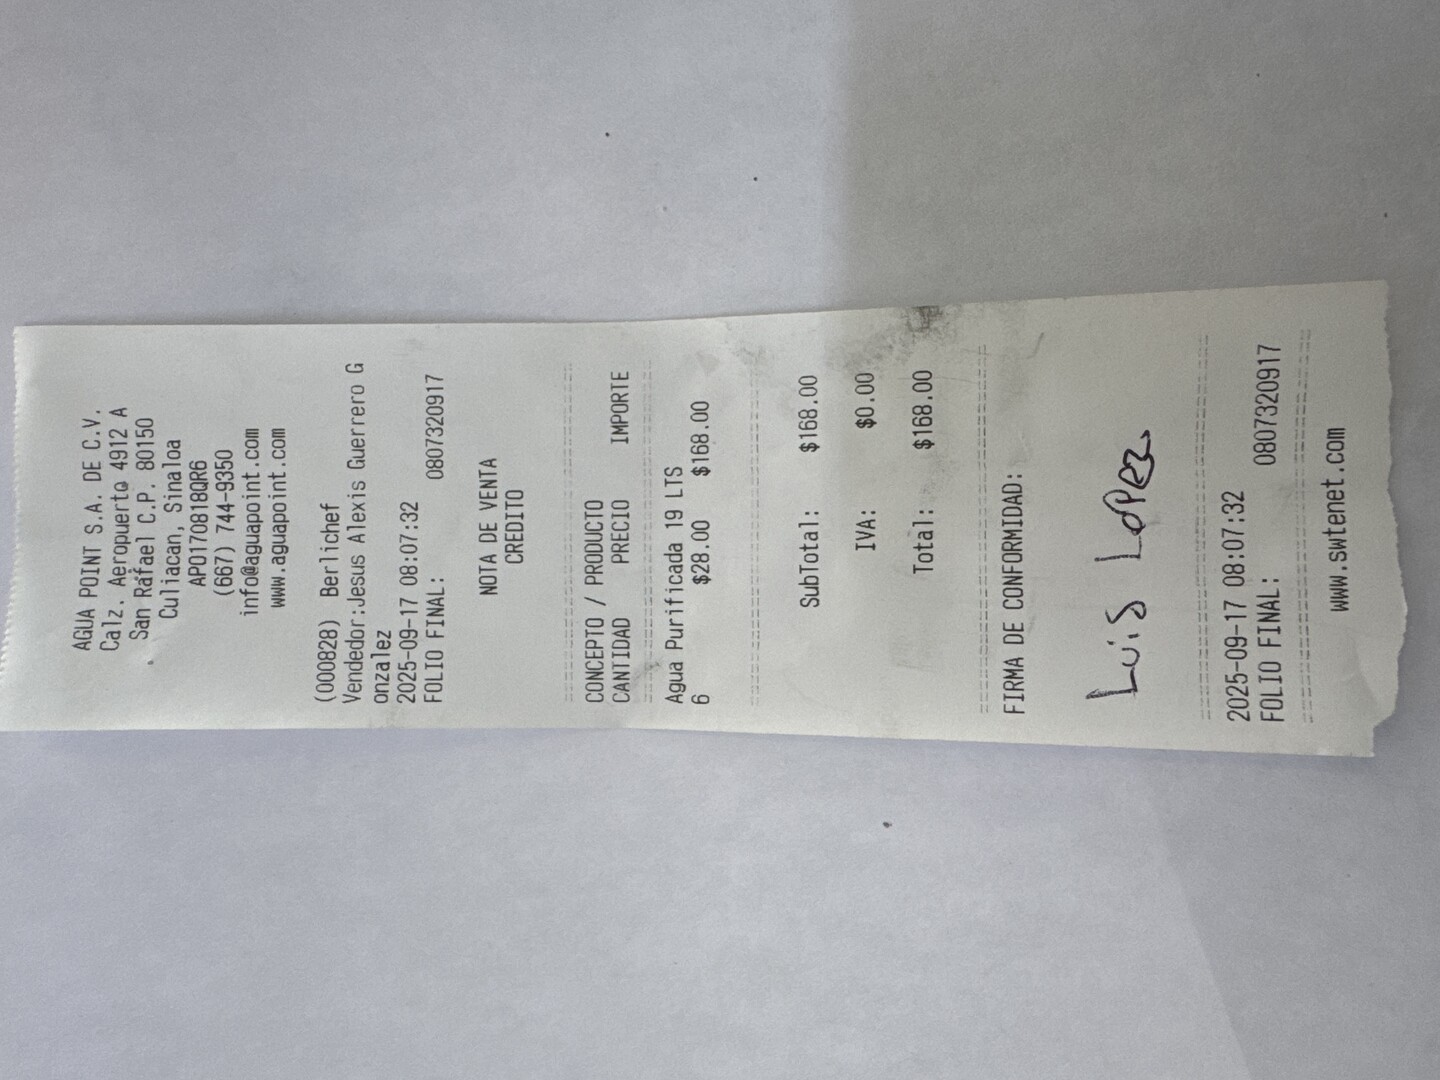 AGUA POINT S.A. DE C.V.
Calz. Aeropuerto 4912 A
San Rafael C.P. 80150
Culiacan, Sinaloa
APO170818QR6
(667) 744-9350
info@aguapoint.com
www.aguapoint.com
(000828) Berlichef
Vendedor:Jesus Alexis Guerrero G
onzalez
2025-09-17 08:07:32
FOLIO FINAL: 0807320917
NOTA DE VENTA
CREDITO
================================
CONCEPTO / PRODUCTO
CANTIDAD PRECIO IMPORTE
================================
Agua Purificada 19 LTS
6 $28.00 $168.00
================================
SubTotal: $168.00
IVA: $0.00
Total: $168.00
================================
FIRMA DE CONFORMIDAD:
Luis Lopez
================================
2025-09-17 08:07:32
FOLIO FINAL: 0807320917
================================
www.swtenet.com